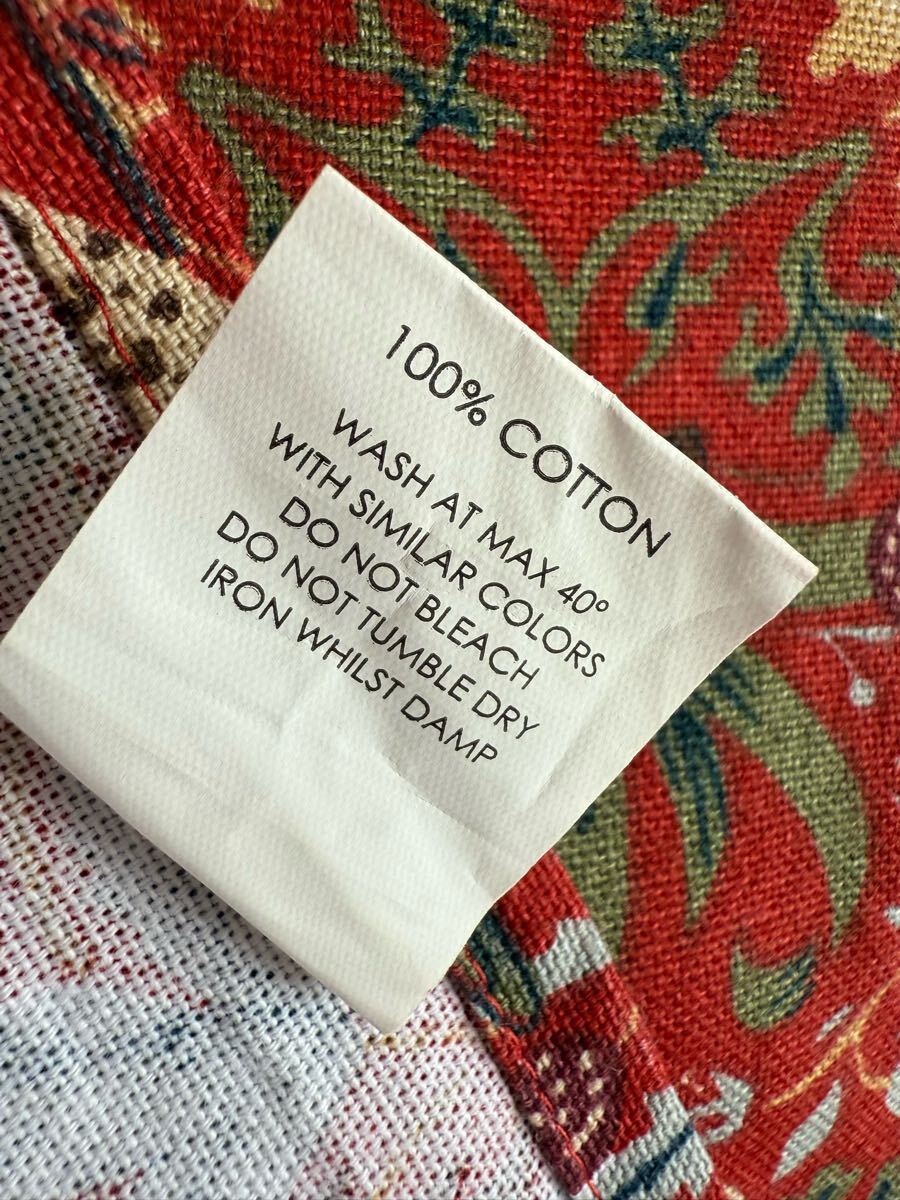 100% COTTON
WASH AT MAX 40°
WITH SIMILAR COLORS
DO NOT BLEACH
DO NOT TUMBLE DRY
IRON WHILST DAMP